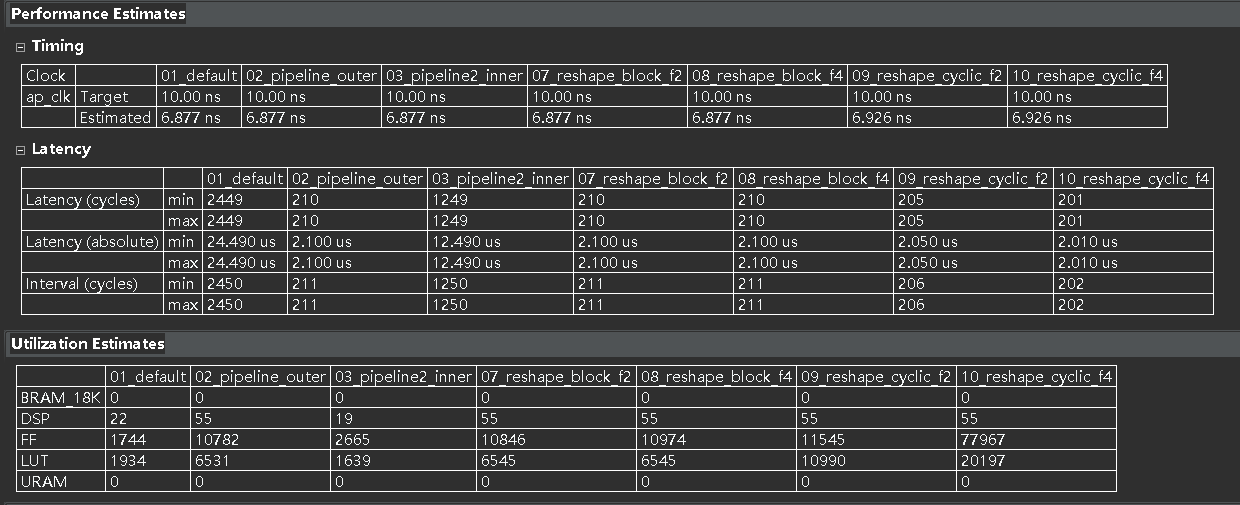 Performance Estimates
Timing
Clock 01_default 02_pipeline_outer 03_pipeline2_inner 07_reshape_block_f2 08_reshape_block_f4 09_reshape_cyclic_f2 10_reshape_cyclic_f4
ap_clk Target 10.00 ns 10.00 ns 10.00 ns 10.00 ns 10.00 ns 10.00 ns 10.00 ns
Estimated 6.877 ns 6.877 ns 6.877 ns 6.877 ns 6.877 ns 6.926 ns 6.926 ns
Latency
01_default 02_pipeline_outer 03_pipeline2_inner 07_reshape_block_f2 08_reshape_block_f4 09_reshape_cyclic_f2 10_reshape_cyclic_f4
Latency (cycles) min 2449 210 1249 210 210 205 201
max 2449 210 1249 210 210 205 201
Latency (absolute) min 24.490 us 2.100 us 12.490 us 2.100 us 2.100 us 2.050 us 2.010 us
max 24.490 us 2.100 us 12.490 us 2.100 us 2.100 us 2.050 us 2.010 us
Interval (cycles) min 2450 211 1250 211 211 206 202
max 2450 211 1250 211 211 206 202
Utilization Estimates
01_default 02_pipeline_outer 03_pipeline2_inner 07_reshape_block_f2 08_reshape_block_f4 09_reshape_cyclic_f2 10_reshape_cyclic_f4
BRAM_18K 0 0 0 0 0 0 0
DSP 22 55 19 55 55 55 55
FF 1744 10782 2665 10846 10974 11545 77967
LUT 1934 6531 1639 6545 6545 10990 20197
URAM 0 0 0 0 0 0 0